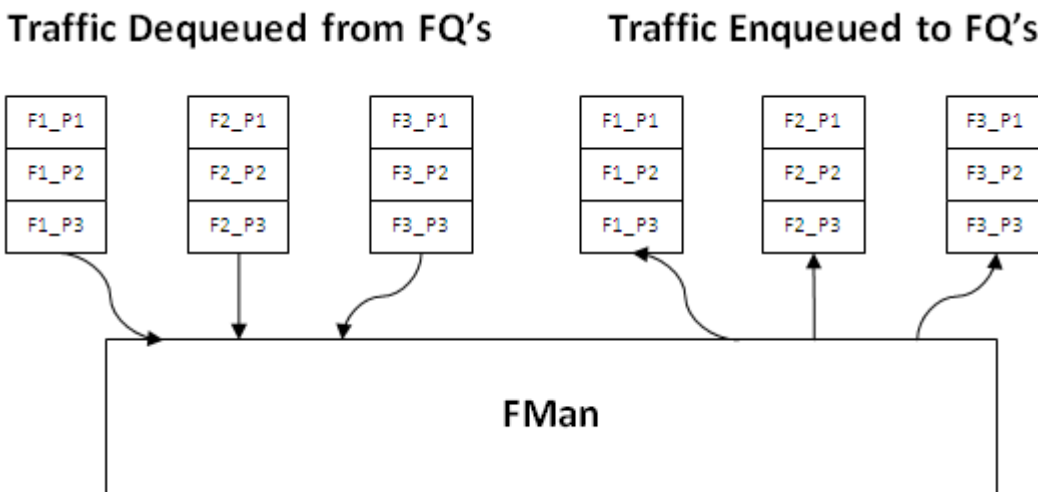 Traffic Dequeued from FQ's
Traffic Enqueued to FQ's
F1_P1
F2_P1
F3_P1
F1_P1
F2_P1
F3_P1
F1_P2
F2_P2
F3_P2
F1_P2
F2_P2
F3_P2
F1_P3
F2_P3
F3_P3
F1_P3
F2_P3
F3_P3
FMan